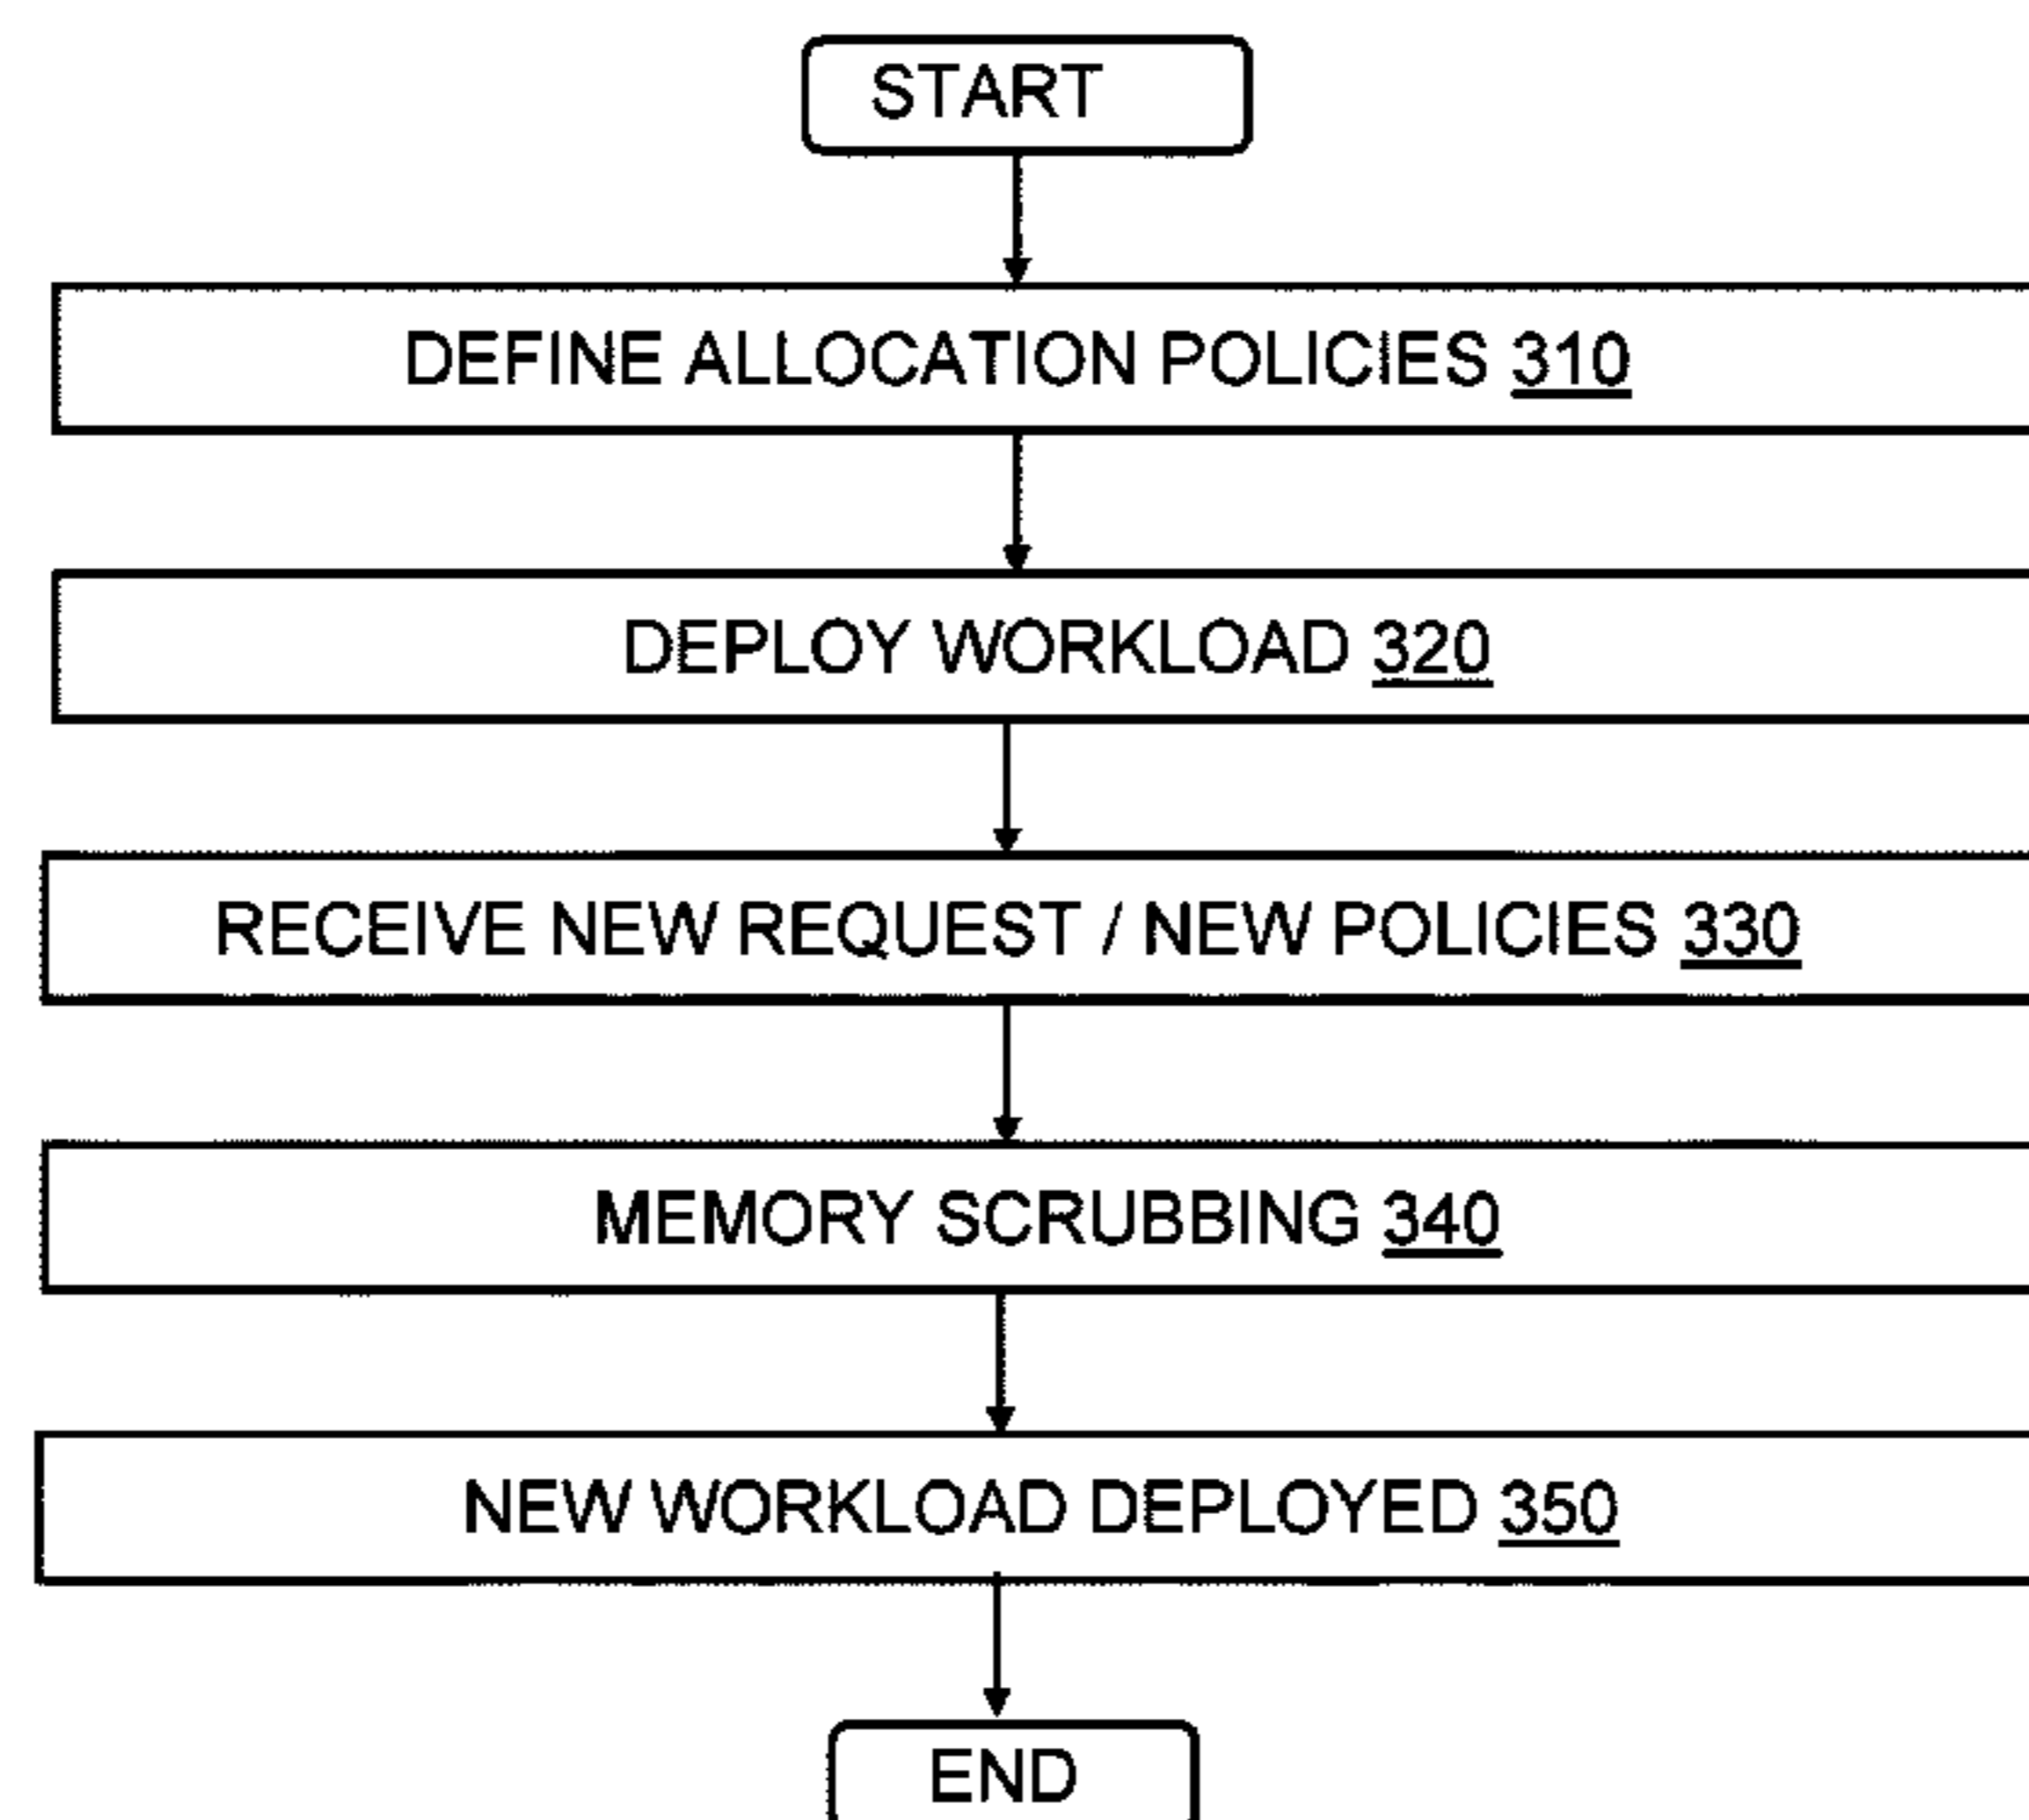 START
DEFINE ALLOCATION POLICIES 310
DEPLOY WORKLOAD 320
RECEIVE NEW REQUEST / NEW POLICIES 330
MEMORY SCRUBBING 340
NEW WORKLOAD DEPLOYED 350
END